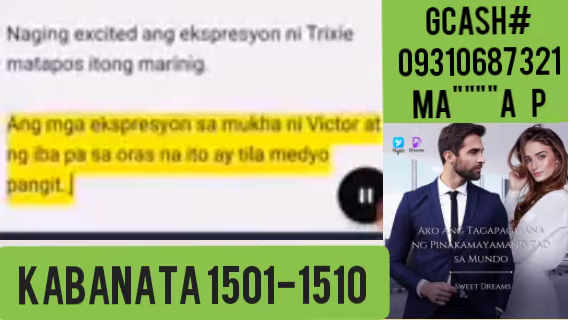 Naging excited ang ekspresyon ni Trixie
matapos itong marinig.
Ang mga ekspresyon sa mukha ni Victor at
ng iba pa sa oras na ito ay tila medyo
pangit.
KABANATA 1501-1510
GCASH#
09310687321
MA""""A P
Dreame
AKO ANG TAGAPAGMANA
NG PINAKAMAYAMANG TAO
SA MUNDO
SWEET DREAMS